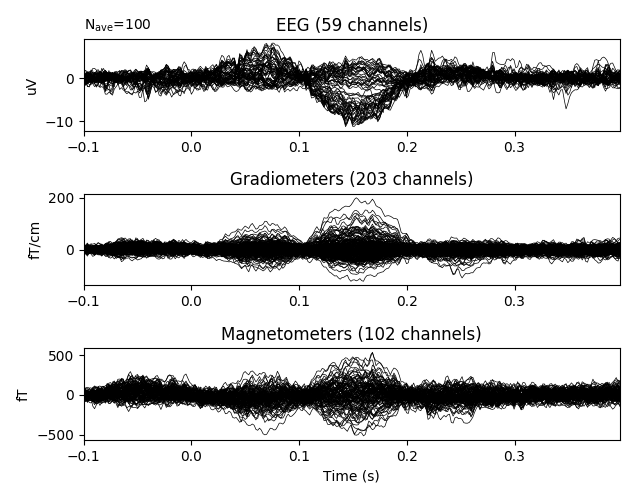 N_ave=100
EEG (59 channels)
uV
0
−10
−0.1 0.0 0.1 0.2 0.3
Gradiometers (203 channels)
fT/cm
200
0
−0.1 0.0 0.1 0.2 0.3
Magnetometers (102 channels)
fT
500
0
−500
−0.1 0.0 0.1 0.2 0.3
Time (s)